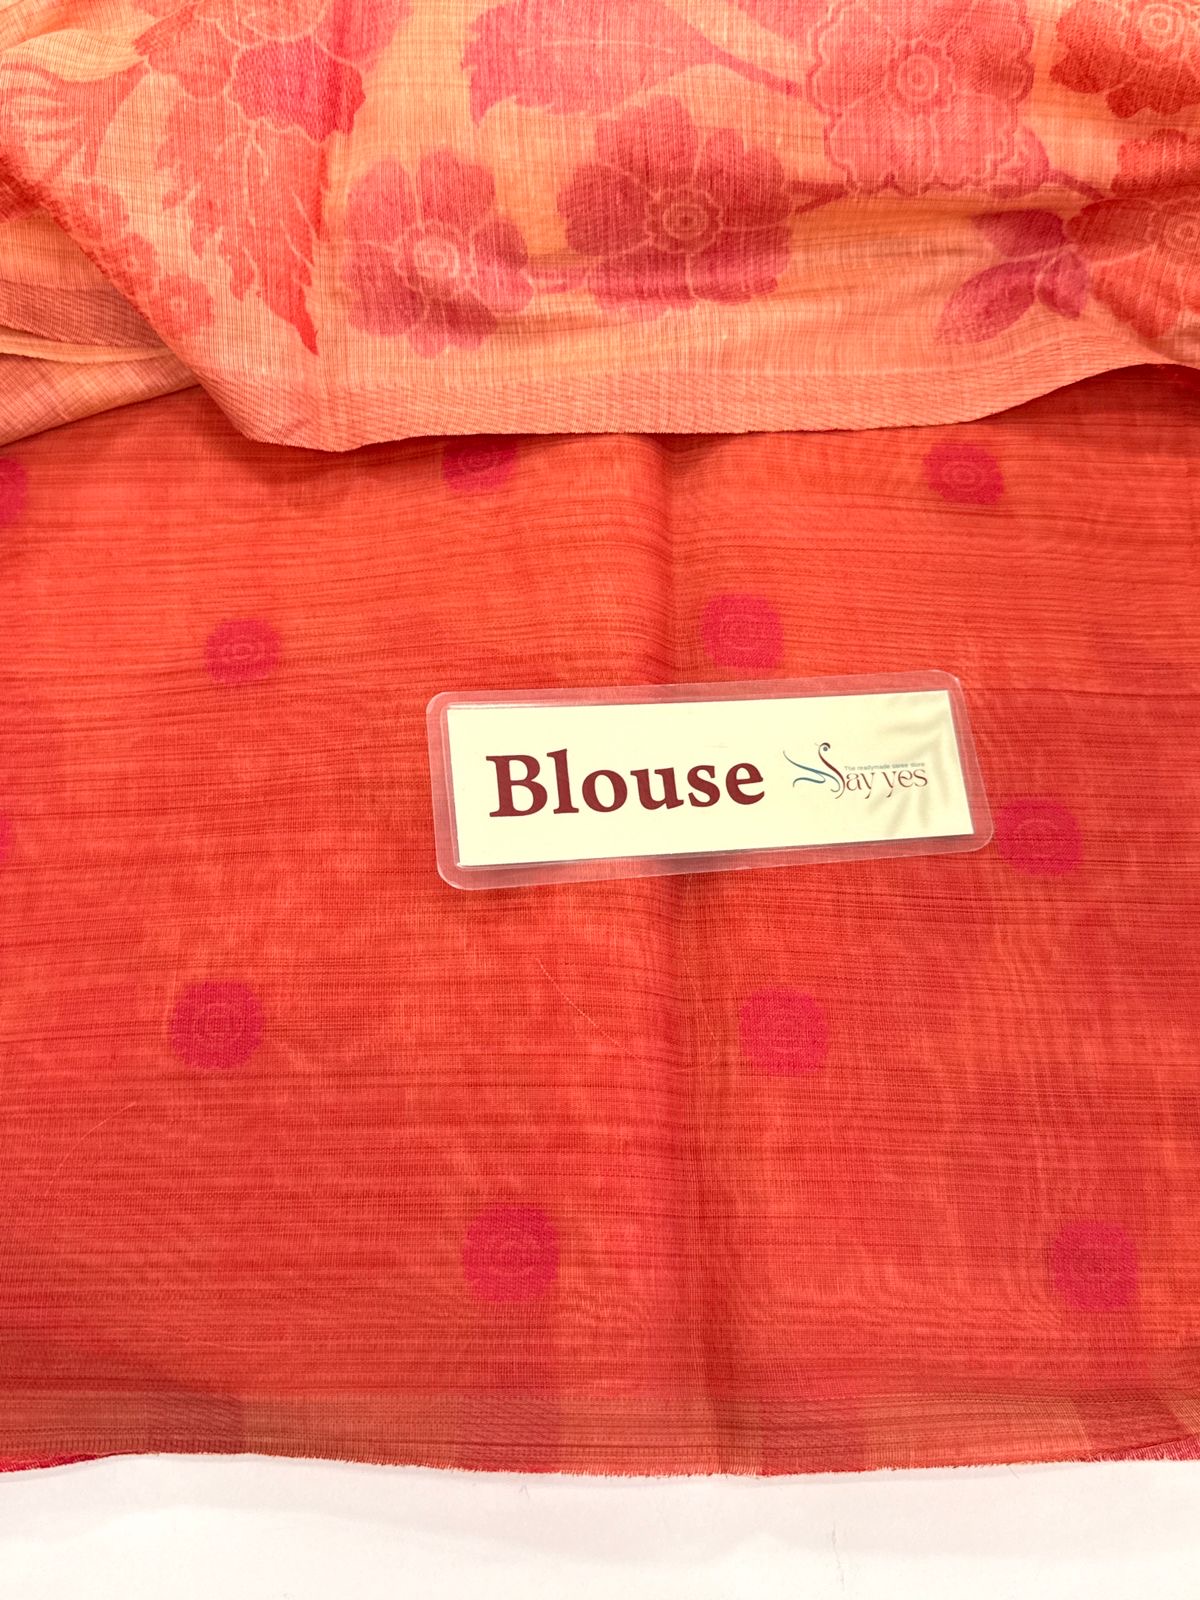 Blouse
The readymade saree store
Say yes